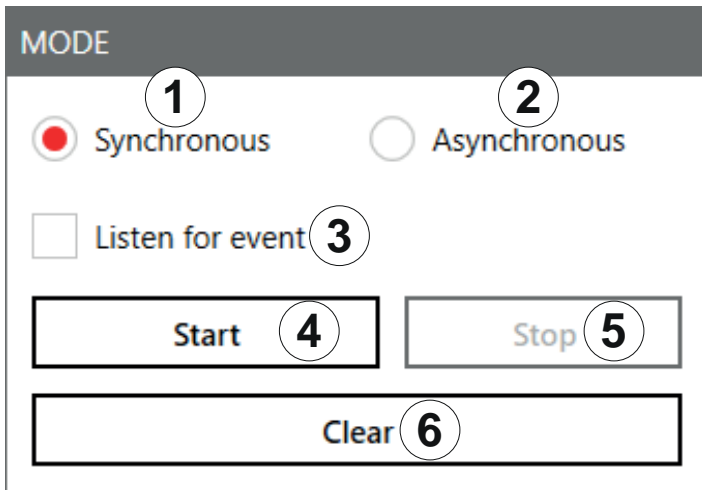 MODE
1 2
Synchronous Asynchronous
Listen for event 3
Start 4 Stop 5
Clear 6